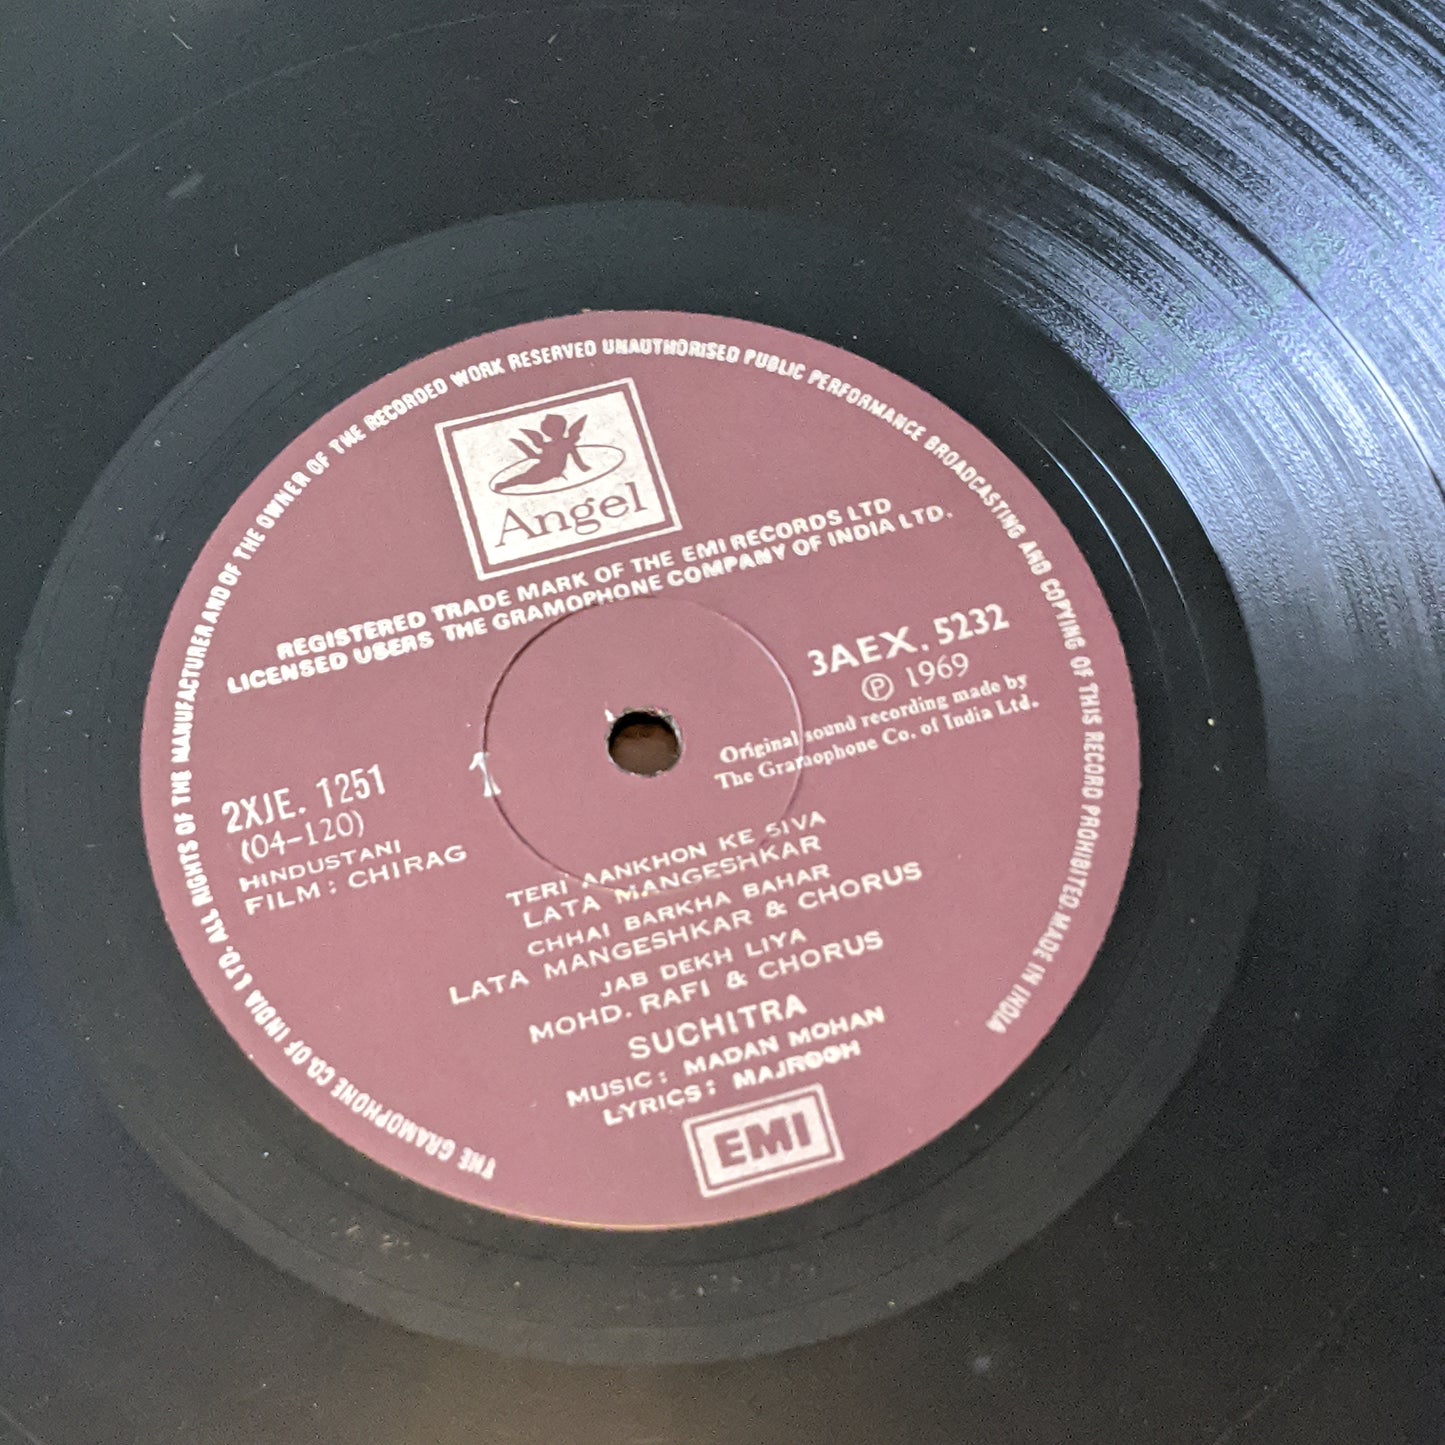 THE GRAMOPHONE CO. OF INDIA LTD. ALL RIGHTS OF THE MANUFACTURER AND OF THE OWNER OF THE RECORDED WORK RESERVED UNAUTHORISED PUBLIC PERFORMANCE BROADCASTING AND COPYING OF THIS RECORD PROHIBITED. MADE IN INDIA
Angel
REGISTERED TRADE MARK OF THE EMI RECORDS LTD
LICENSED USERS THE GRAMOPHONE COMPANY OF INDIA LTD.
3AEX. 5232
Ⓟ 1969
Original sound recording made by
The Gramophone Co. of India Ltd.
2XJE. 1251
1
(04-120)
HINDUSTANI
FILM: CHIRAG
TERI AANKHON KE SIVA
LATA MANGESHKAR
CHHAI BARKHA BAHAR
LATA MANGESHKAR & CHORUS
JAB DEKH LIYA
MOHD. RAFI & CHORUS
SUCHITRA
MUSIC: MADAN MOHAN
LYRICS: MAJROOH
EMI